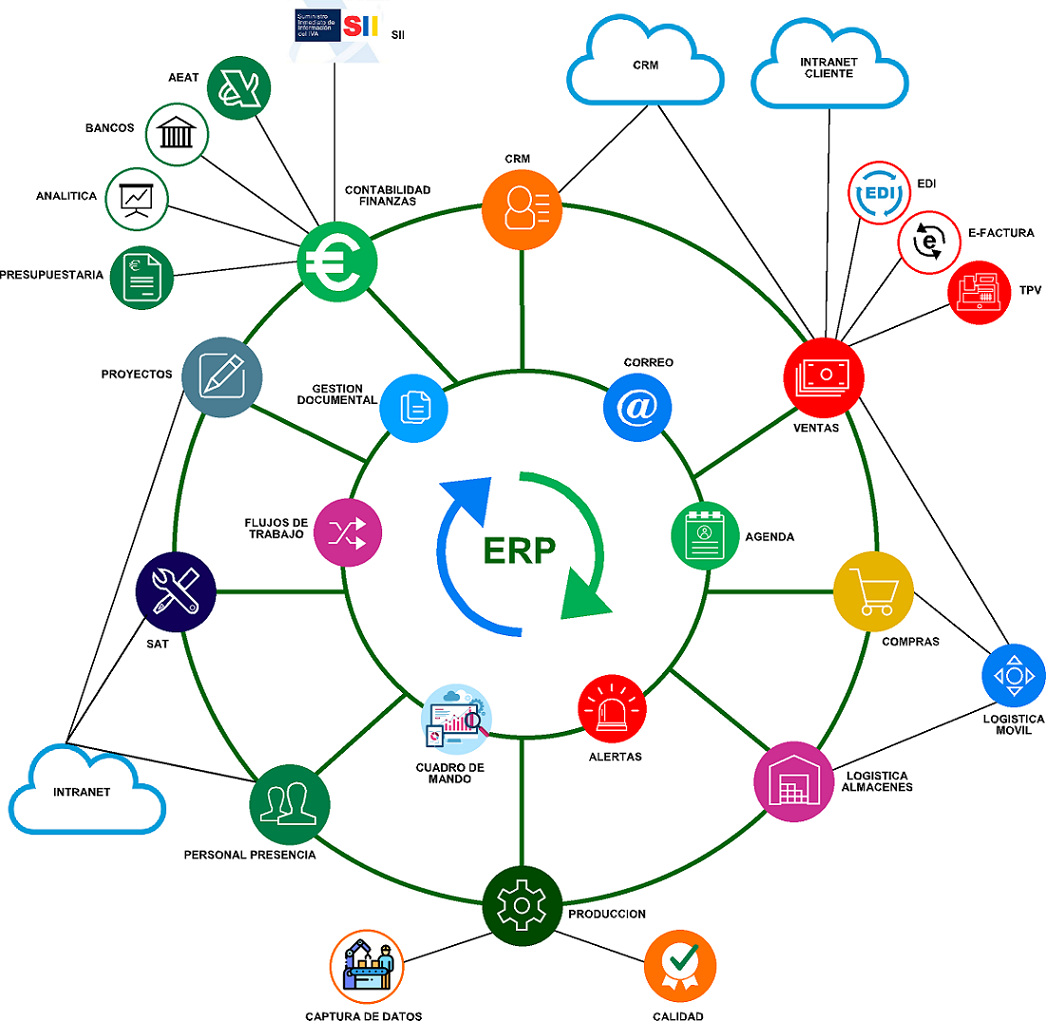 Suministro
Inmediato de
Información
del IVA
SII
SII
CRM
INTRANET
CLIENTE
AEAT
BANCOS
ANALITICA
PRESUPUESTARIA
CONTABILIDAD
FINANZAS
€
€
CRM
EDI
EDI
e
E-FACTURA
TPV
PROYECTOS
GESTION
DOCUMENTAL
CORREO
@
VENTAS
FLUJOS DE
TRABAJO
ERP
AGENDA
SAT
COMPRAS
LOGISTICA
MOVIL
CUADRO DE
MANDO
ALERTAS
LOGISTICA
ALMACENES
INTRANET
PERSONAL PRESENCIA
PRODUCCION
CAPTURA DE DATOS
CALIDAD